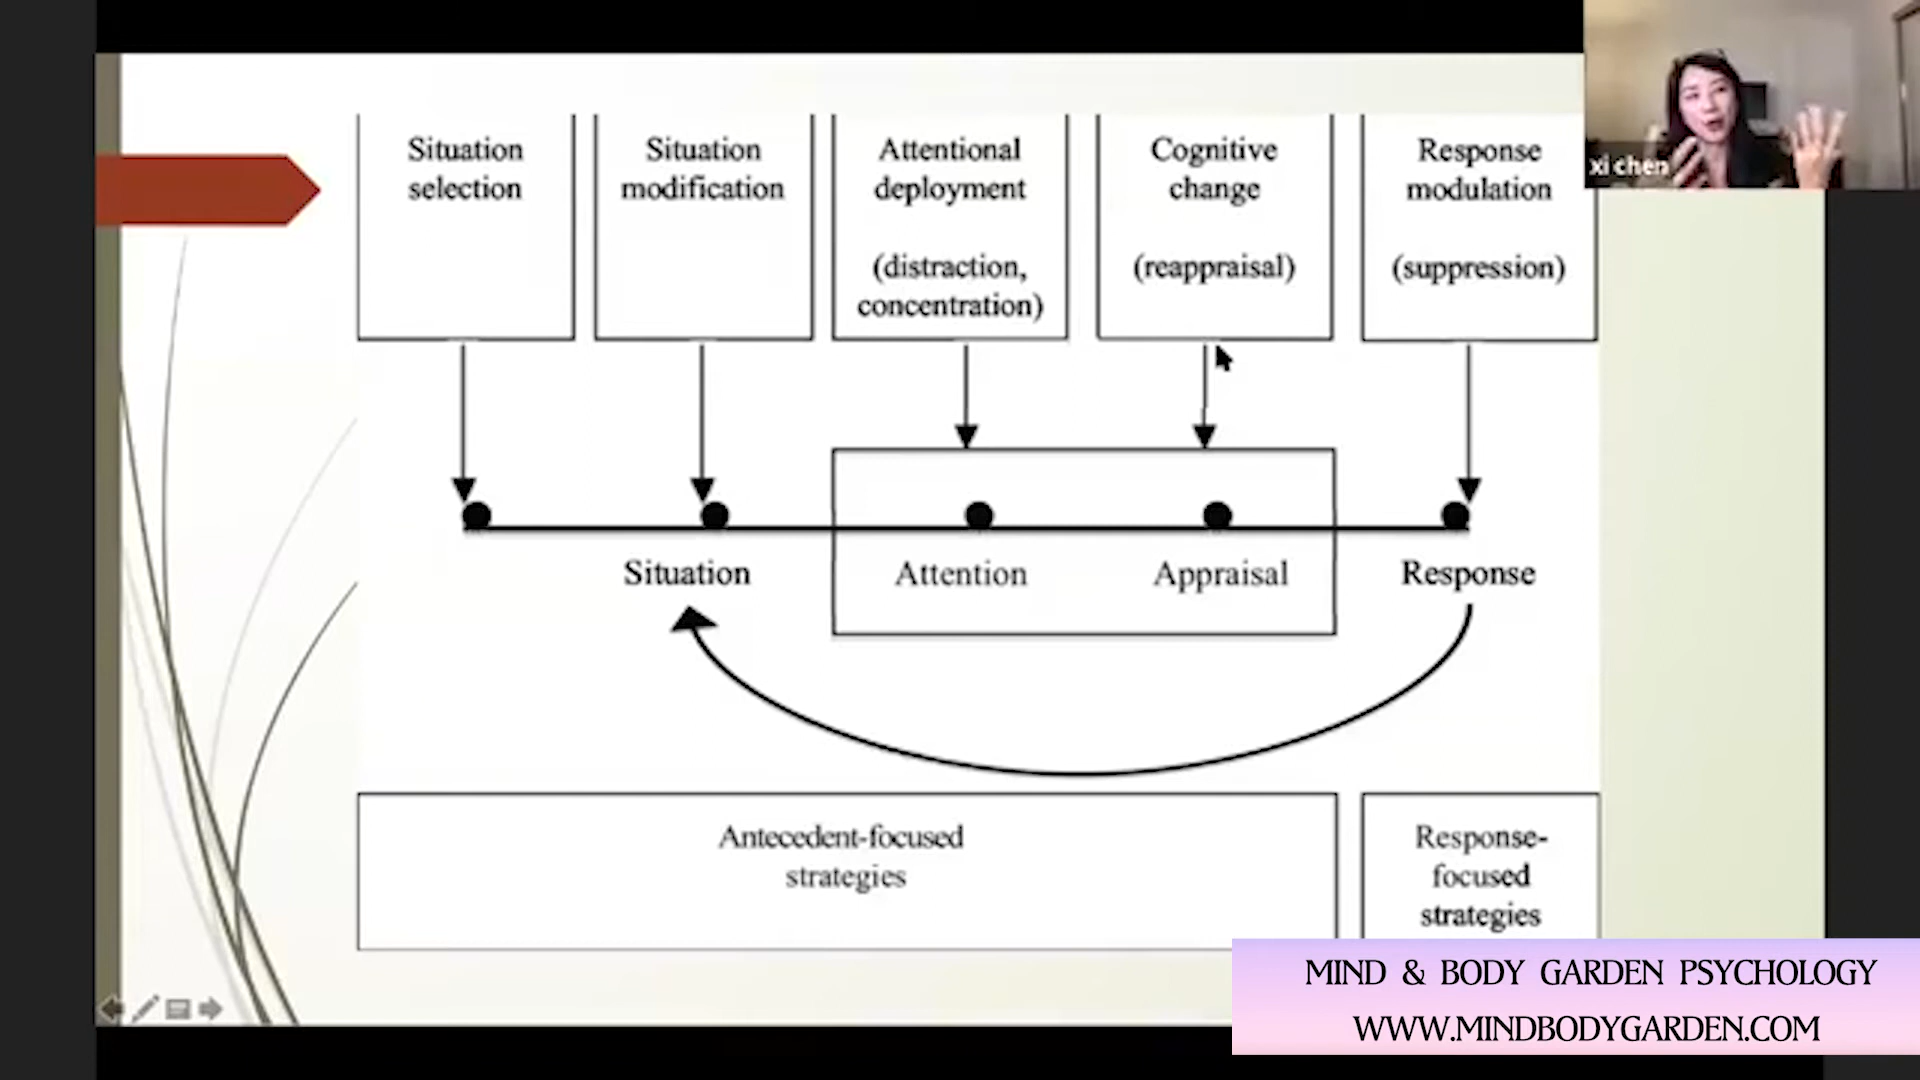 Situation
selection
Situation
modification
Attentional
deployment
(distraction,
concentration)
Cognitive
change
(reappraisal)
Response
modulation
(suppression)
xi chen
Situation
Attention
Appraisal
Response
Antecedent-focused
strategies
Response-
focused
strategies
MIND & BODY GARDEN PSYCHOLOGY
WWW.MINDBODYGARDEN.COM